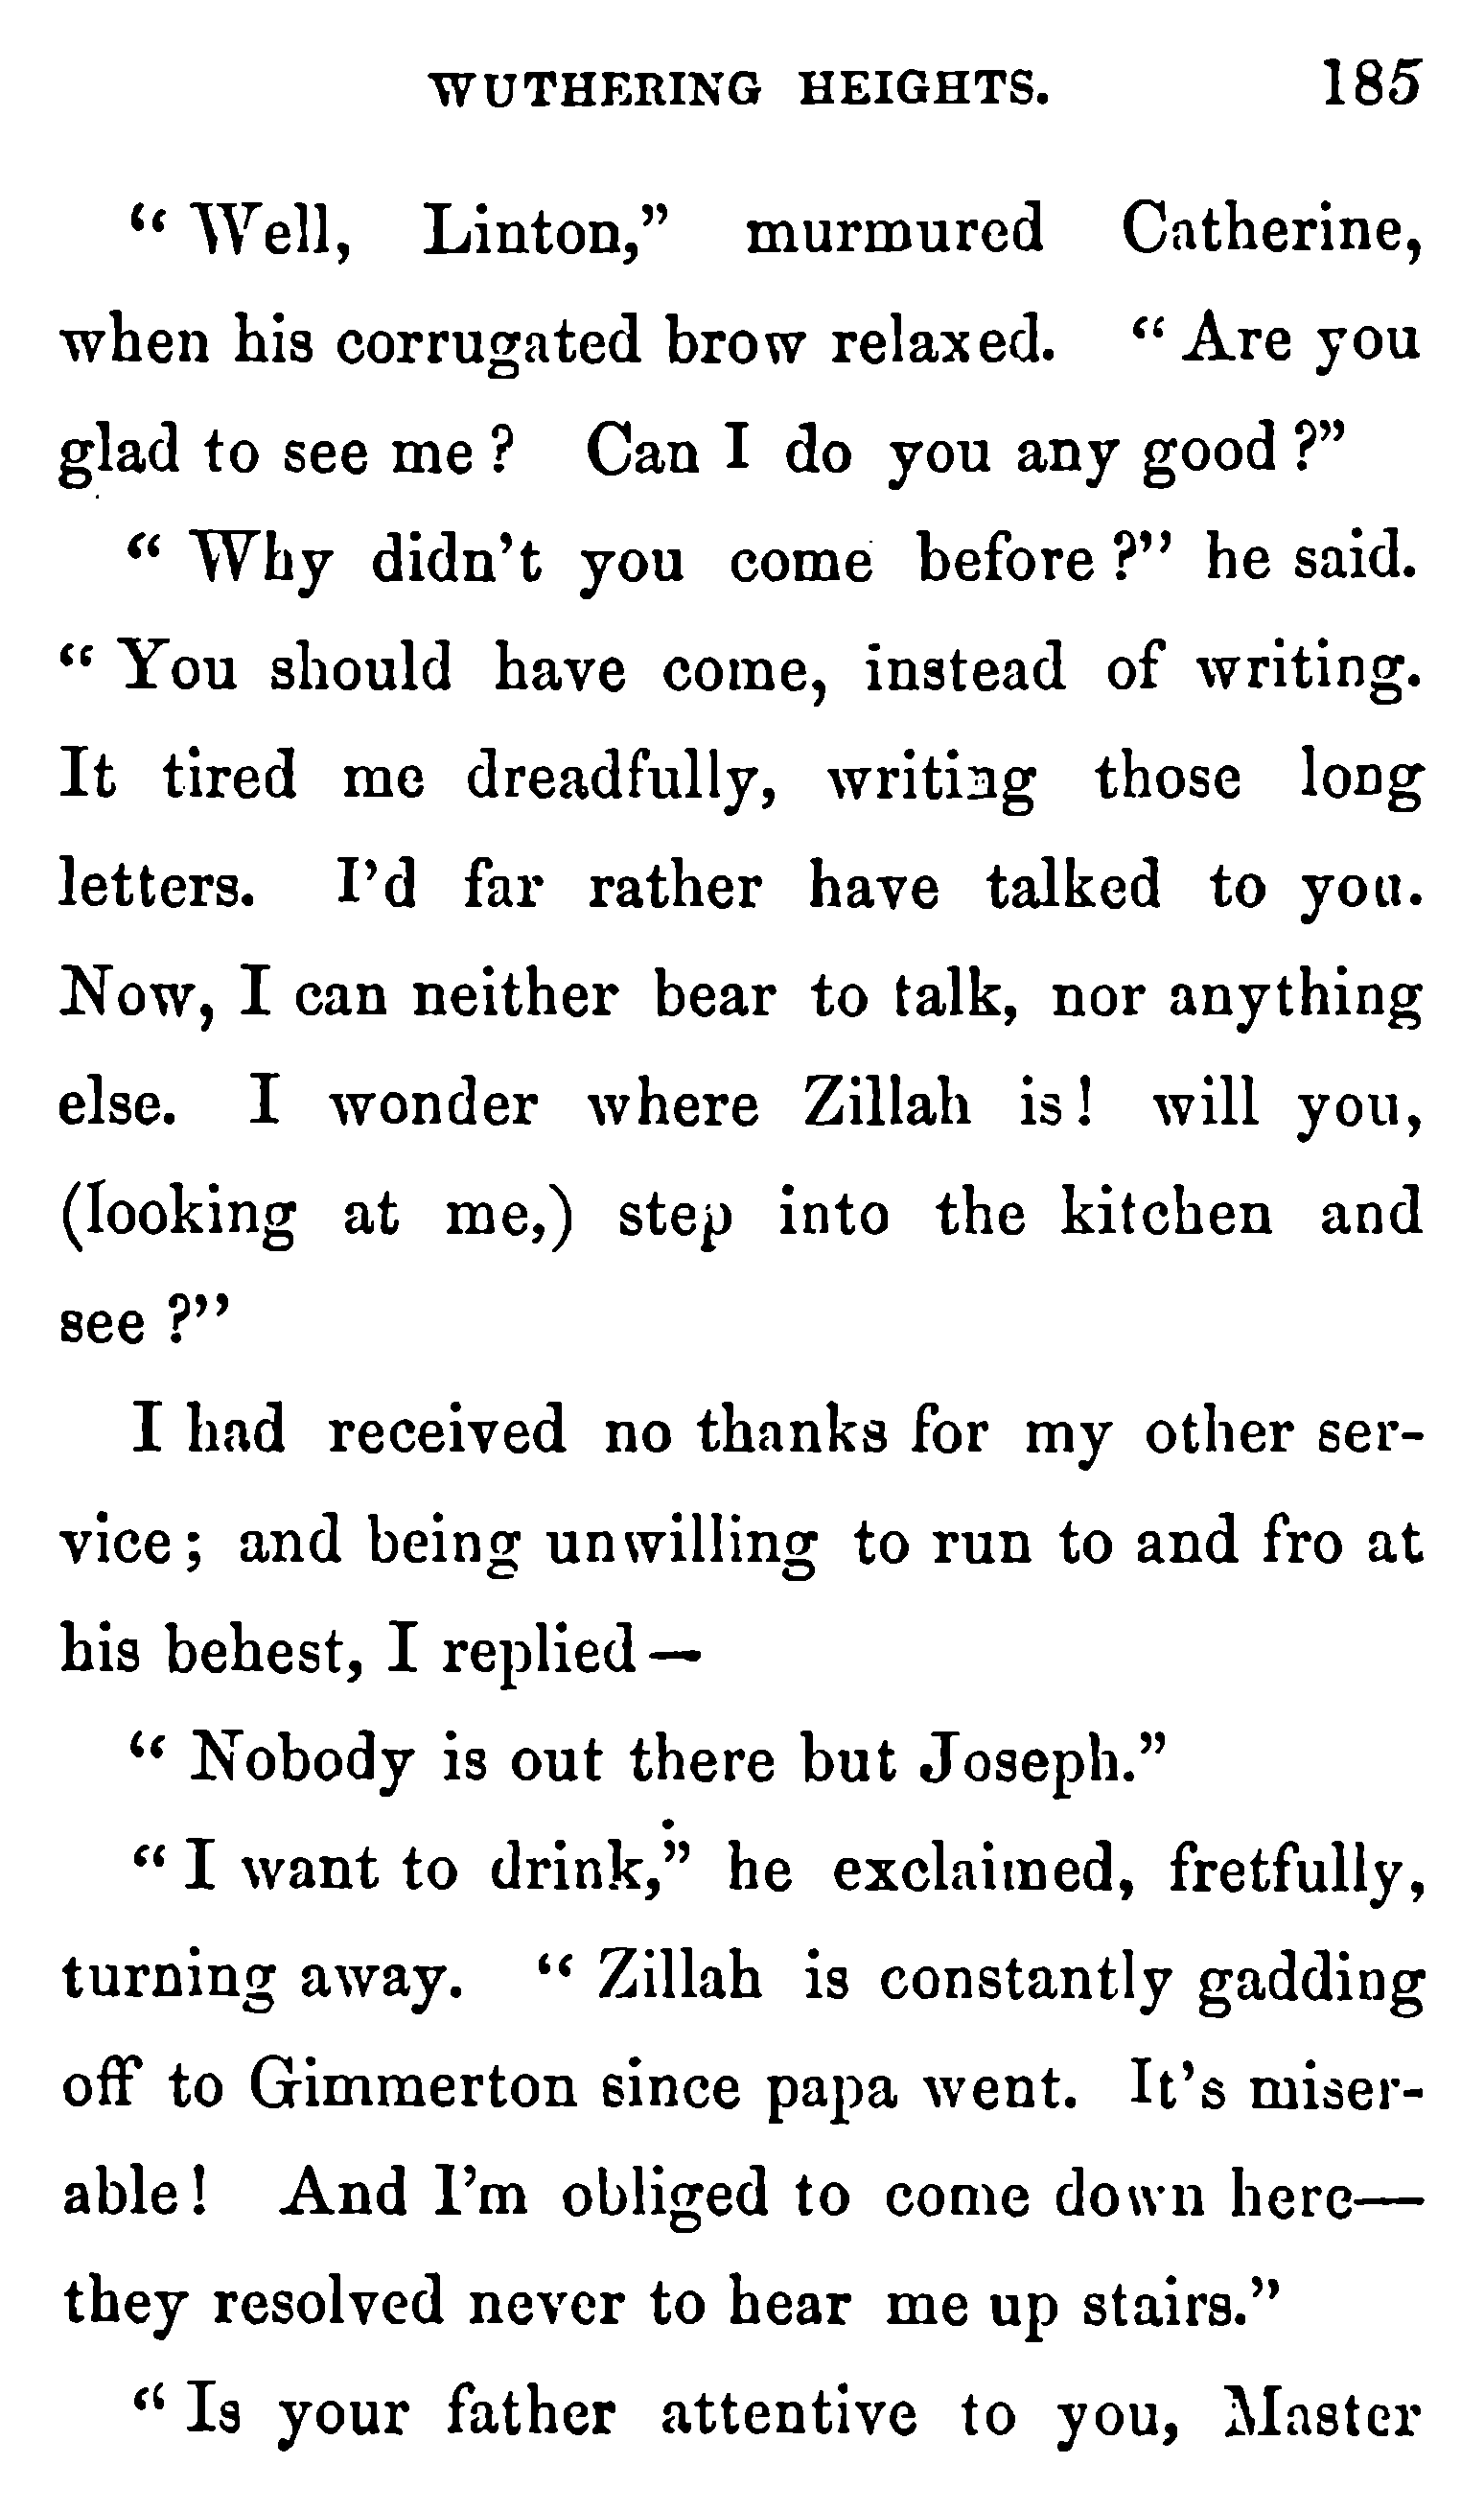 WUTHERING HEIGHTS. 185
“Well, Linton,” murmured Catherine,
when his corrugated brow relaxed. “Are you
glad to see me? Can I do you any good?”
“Why didn’t you come before?” he said.
“You should have come, instead of writing.
It tired me dreadfully, writing those long
letters. I’d far rather have talked to you.
Now, I can neither bear to talk, nor anything
else. I wonder where Zillah is! will you,
(looking at me,) step into the kitchen and
see?”
I had received no thanks for my other ser-
vice; and being unwilling to run to and fro at
his behest, I replied—
“Nobody is out there but Joseph.”
“I want to drink,” he exclaimed, fretfully,
turning away. “Zillah is constantly gadding
off to Gimmerton since papa went. It’s miser-
able! And I’m obliged to come down here—
they resolved never to hear me up stairs.”
“Is your father attentive to you, Master